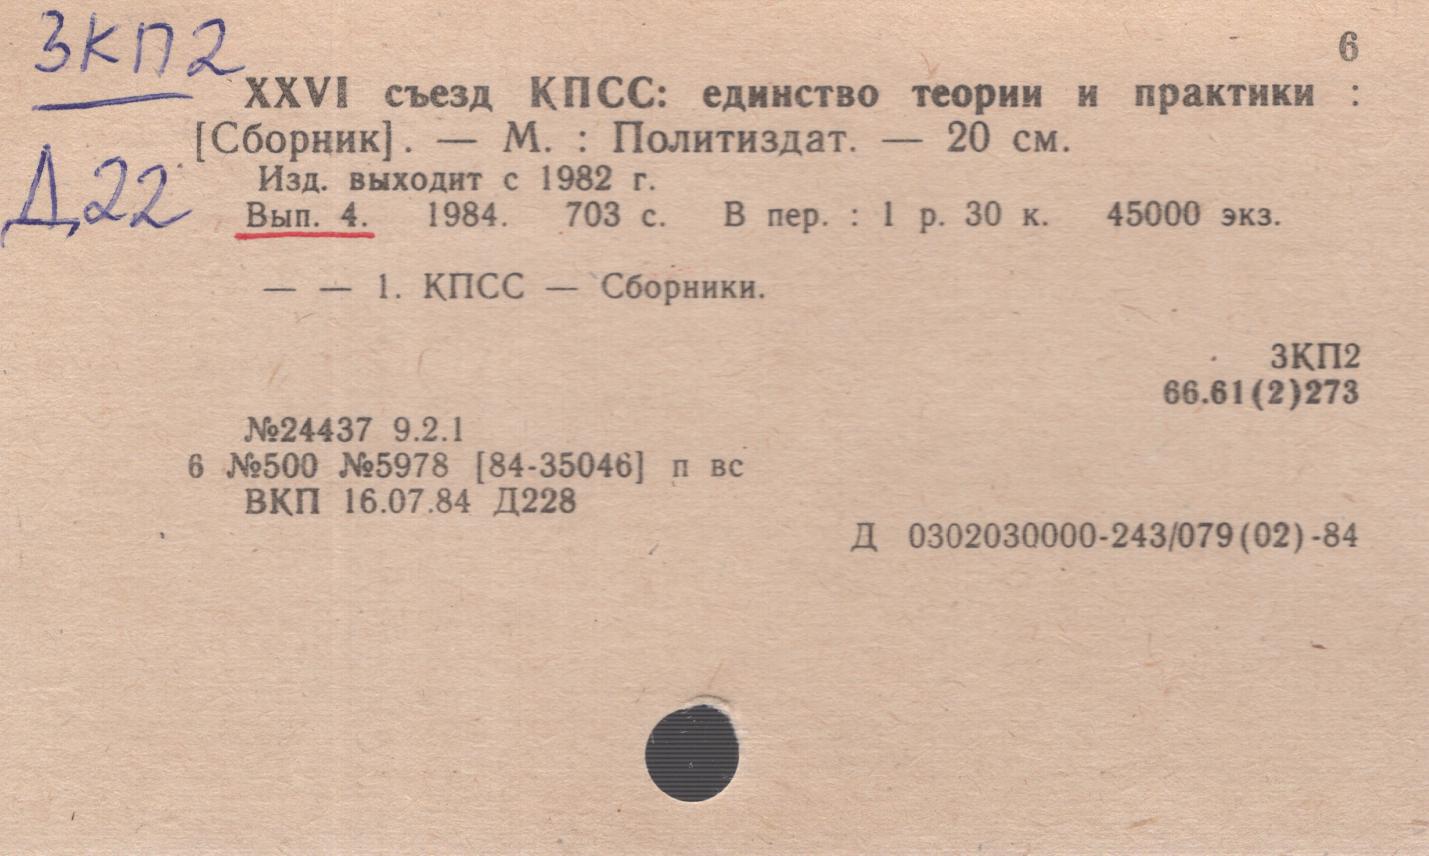 3КП2
Д22
6
XXVI съезд КПСС: единство теории и практики :
[Сборник]. — М. : Политиздат. — 20 см.
Изд. выходит с 1982 г.
Вып. 4. 1984. 703 с. В пер. : 1 р. 30 к. 45000 экз.
— — 1. КПСС — Сборники.
3КП2
66.61(2)273
№24437 9.2.1
6 №500 №5978 [84-35046] п вс
ВКП 16.07.84 Д228
Д 0302030000-243/079(02)-84